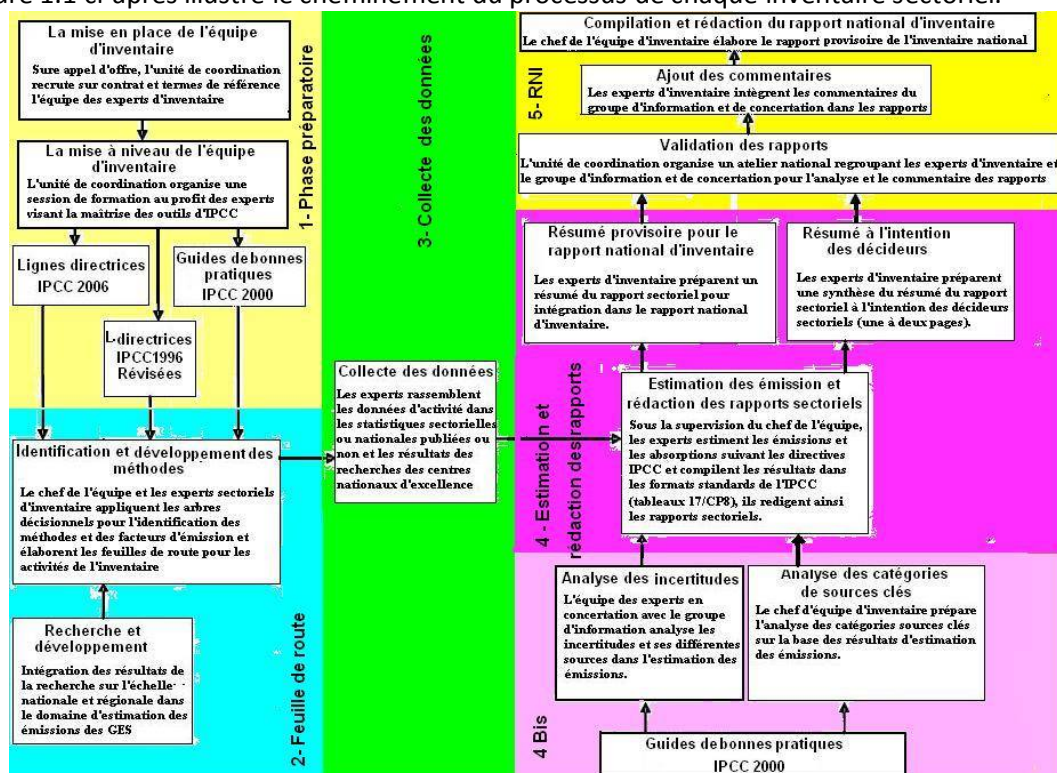 ure 1.1 ci-après illustre le cheminement du processus de chaque inventaire sectoriel.
La mise en place de l'équipe
d'inventaire
Sure appel d'offre, l'unité de coordination
recrute sur contrat et termes de référence
l'équipe des experts d'inventaire
La mise à niveau de l'équipe
d'inventaire
L'unité de coordination organise une
session de formation au profit des experts
visant la maîtrise des outils d'IPCC
Lignes directrices
IPCC 2006
Guides de bonnes
pratiques
IPCC 2000
L-directrices
IPCC1996
Révisées
1- Phase préparatoire
Identification et développement des
méthodes
Le chef de l'équipe et les experts sectoriels
d'inventaire appliquent les arbres
décisionnels pour l'identification des
méthodes et des facteurs d'émission et
élaborent les feuilles de route pour les
activités de l'inventaire
Recherche et
développement
Intégration des résultats de
la recherche sur l'échelle
nationale et régionale dans
le domaine d'estimation des
émissions des GES
2- Feuille de route
3- Collecte des données
Collecte des données
Les experts rassemblent
les données d'activité dans
les statistiques sectorielles
ou nationales publiées ou
non et les résultats des
recherches des centres
nationaux d'excellence
Compilation et rédaction du rapport national d'inventaire
Le chef de l'équipe d'inventaire élabore le rapport provisoire de l'inventaire national
Ajout des commentaires
Les experts d'inventaire intègrent les commentaires du
groupe d'information et de concertation dans les rapports
5- RNI
Validation des rapports
L'unité de coordination organise un atelier national regroupant les experts d'inventaire et
le groupe d'information et de concertation pour l'analyse et le commentaire des rapports
Résumé provisoire pour le
rapport national d'inventaire
Les experts d'inventaire préparent un
résumé du rapport sectoriel pour
intégration dans le rapport national
d'inventaire.
Résumé à l'intention
des décideurs
Les experts d'inventaire préparent
une synthèse du résumé du rapport
sectoriel à l'intention des décideurs
sectoriels (une à deux pages).
4 - Estimation et
rédaction des rapports
Estimation des émission et
rédaction des rapports sectoriels
Sous la supervision du chef de l'équipe,
les experts estiment les émissions et
les absorptions suivant les directives
IPCC et compilent les résultats dans
les formats standards de l'IPCC
(tableaux 17/CP8), ils redigent ainsi
les rapports sectoriels.
Analyse des incertitudes
L'équipe des experts en
concertation avec le groupe
d'information analyse les
incertitudes et ses différentes
sources dans l'estimation des
émissions.
Analyse des catégories
de sources clés
Le chef d'équipe d'inventaire prépare
l'analyse des catégories sources clés
sur la base des résultats d'estimation
des émissions.
4 Bis
Guides de bonnes pratiques
IPCC 2000